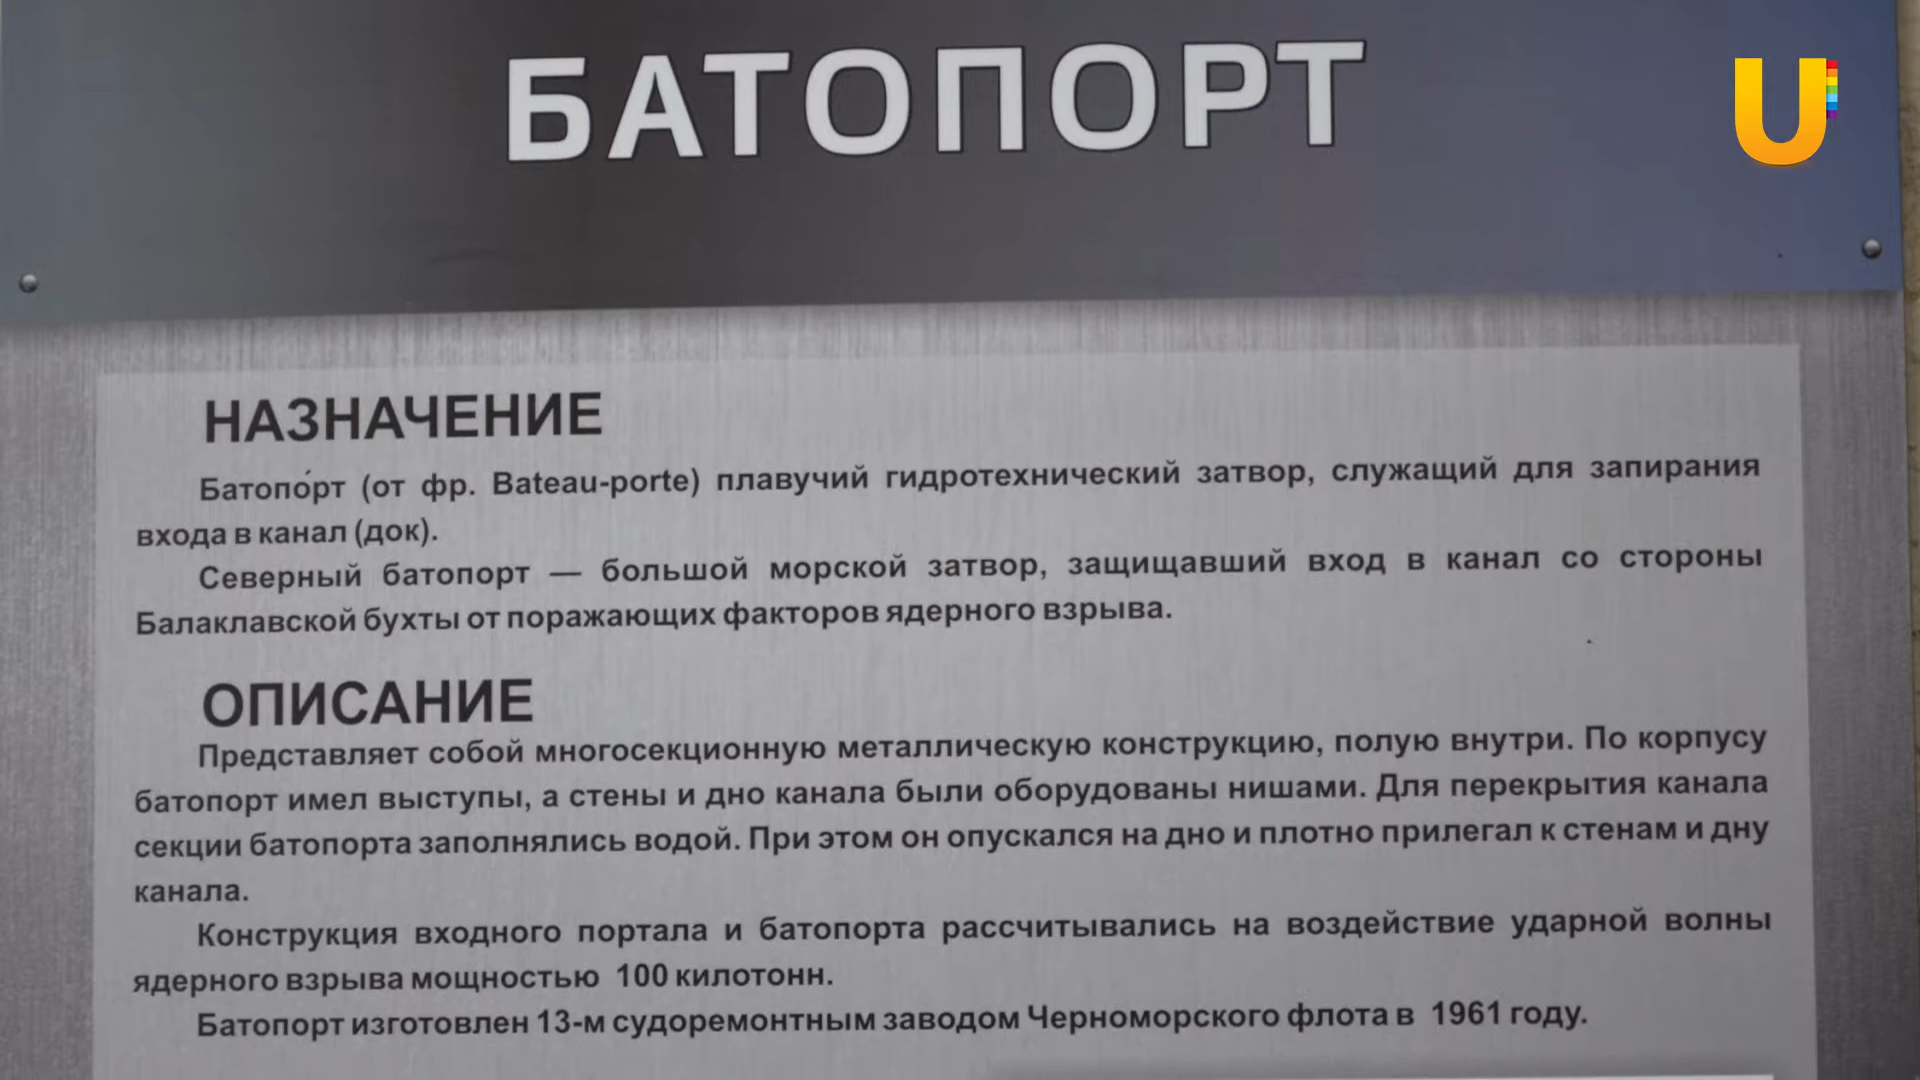 БАТОПОРТ
U
НАЗНАЧЕНИЕ
Батопо́рт (от фр. Bateau-porte) плавучий гидротехнический затвор, служащий для запирания
входа в канал (док).
Северный батопорт — большой морской затвор, защищавший вход в канал со стороны
Балаклавской бухты от поражающих факторов ядерного взрыва.
ОПИСАНИЕ
Представляет собой многосекционную металлическую конструкцию, полую внутри. По корпусу
батопорт имел выступы, а стены и дно канала были оборудованы нишами. Для перекрытия канала
секции батопорта заполнялись водой. При этом он опускался на дно и плотно прилегал к стенам и дну
канала.
Конструкция входного портала и батопорта рассчитывались на воздействие ударной волны
ядерного взрыва мощностью 100 килотонн.
Батопорт изготовлен 13-м судоремонтным заводом Черноморского флота в 1961 году.